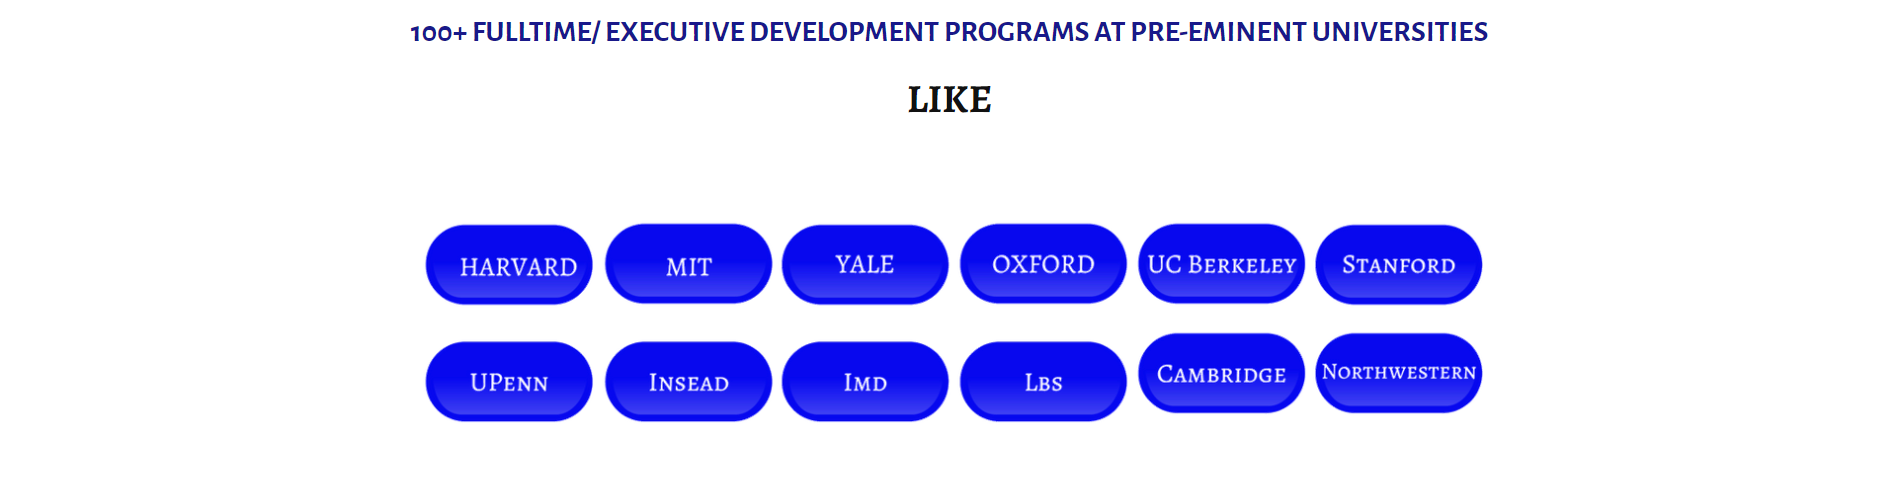 100+ FULLTIME/ EXECUTIVE DEVELOPMENT PROGRAMS AT PRE-EMINENT UNIVERSITIES
LIKE
HARVARD MIT YALE OXFORD UC BERKELEY STANFORD
UPENN INSEAD IMD LBS CAMBRIDGE NORTHWESTERN